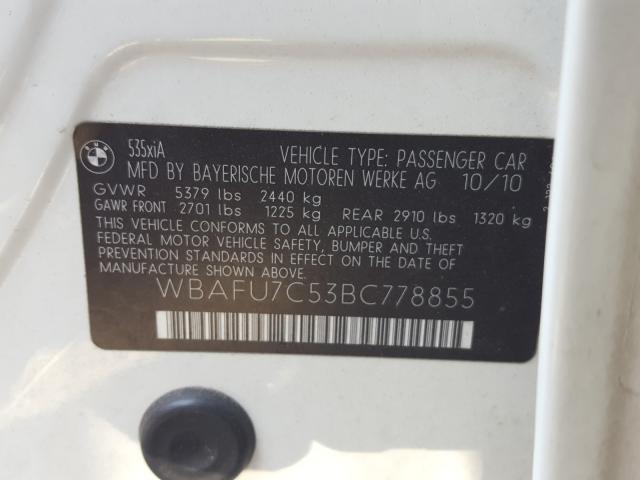 BMW
535xiA VEHICLE TYPE: PASSENGER CAR
MFD BY BAYERISCHE MOTOREN WERKE AG 10/10
GVWR 5379 lbs 2440 kg
GAWR FRONT 2701 lbs 1225 kg REAR 2910 lbs 1320 kg
THIS VEHICLE CONFORMS TO ALL APPLICABLE U.S.
FEDERAL MOTOR VEHICLE SAFETY, BUMPER AND THEFT
PREVENTION STANDARDS IN EFFECT ON THE DATE OF
MANUFACTURE SHOWN ABOVE.
WBAFU7C53BC778855